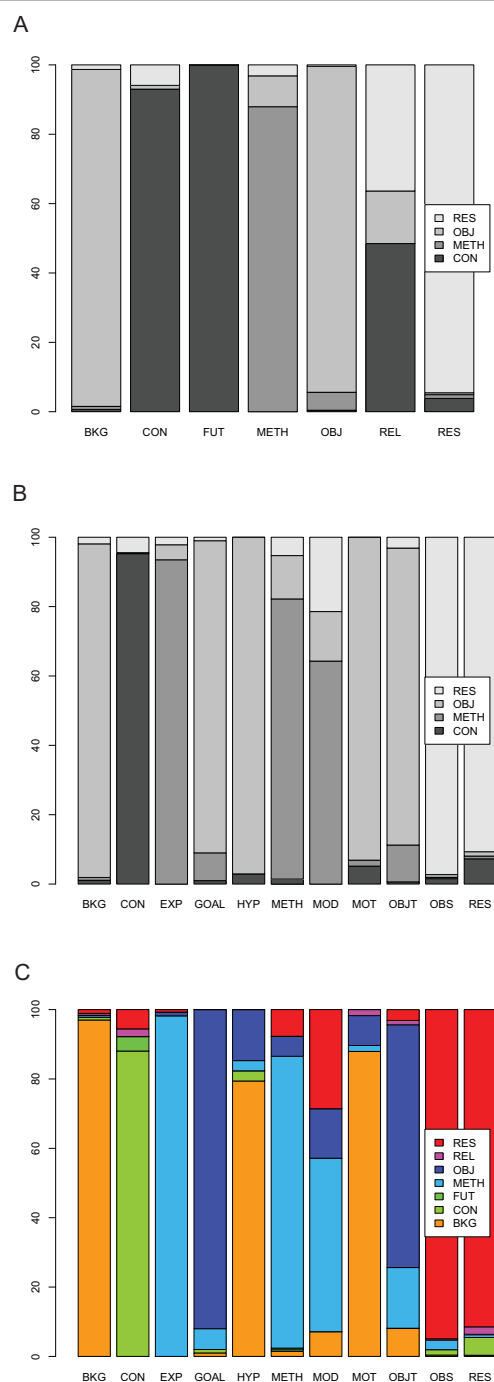 A
100
80
60
40
20
0
RES
OBJ
METH
CON
BKG CON FUT METH OBJ REL RES
B
100
80
60
40
20
0
RES
OBJ
METH
CON
BKG CON EXP GOAL HYP METH MOD MOT OBJT OBS RES
C
100
80
60
40
20
0
RES
REL
OBJ
METH
FUT
CON
BKG
BKG CON EXP GOAL HYP METH MOD MOT OBJT OBS RES